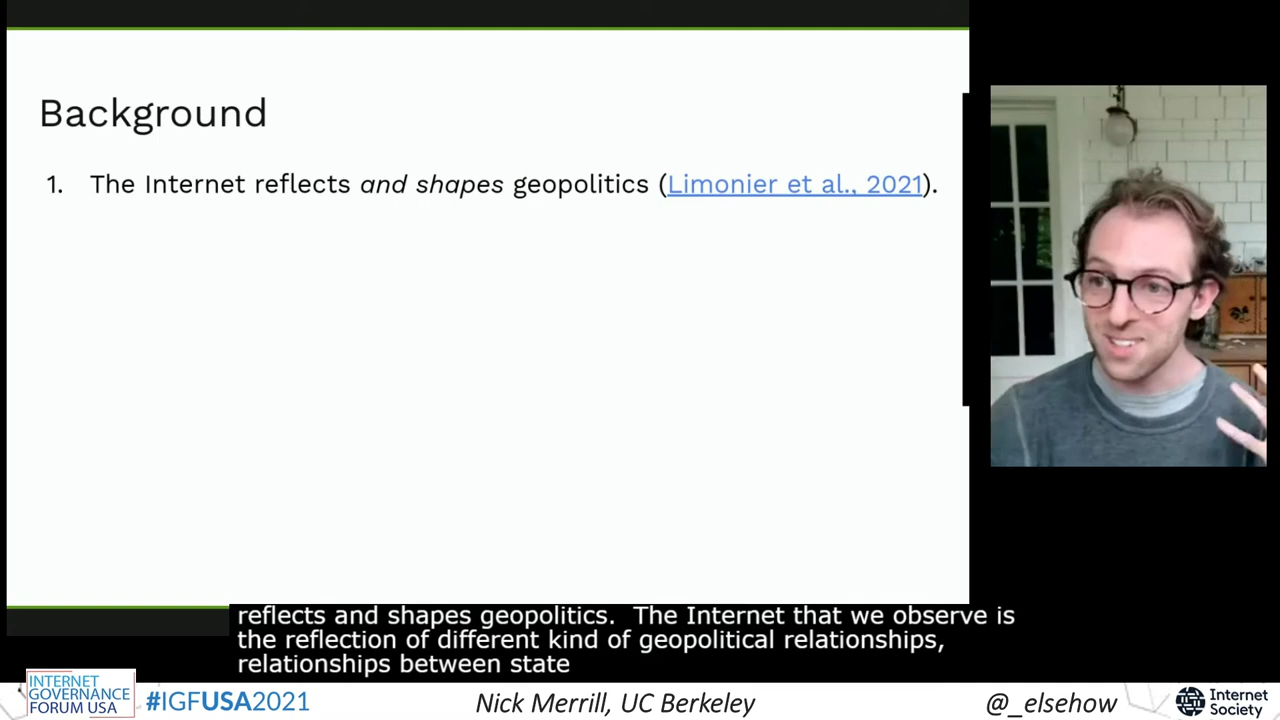 Background
1. The Internet reflects and shapes geopolitics (Limonier et al., 2021).
reflects and shapes geopolitics. The Internet that we observe is
the reflection of different kind of geopolitical relationships,
relationships between state
INTERNET
GOVERNANCE
FORUM USA
#IGFUSA2021
Nick Merrill, UC Berkeley
@_elsehow
Internet
Society